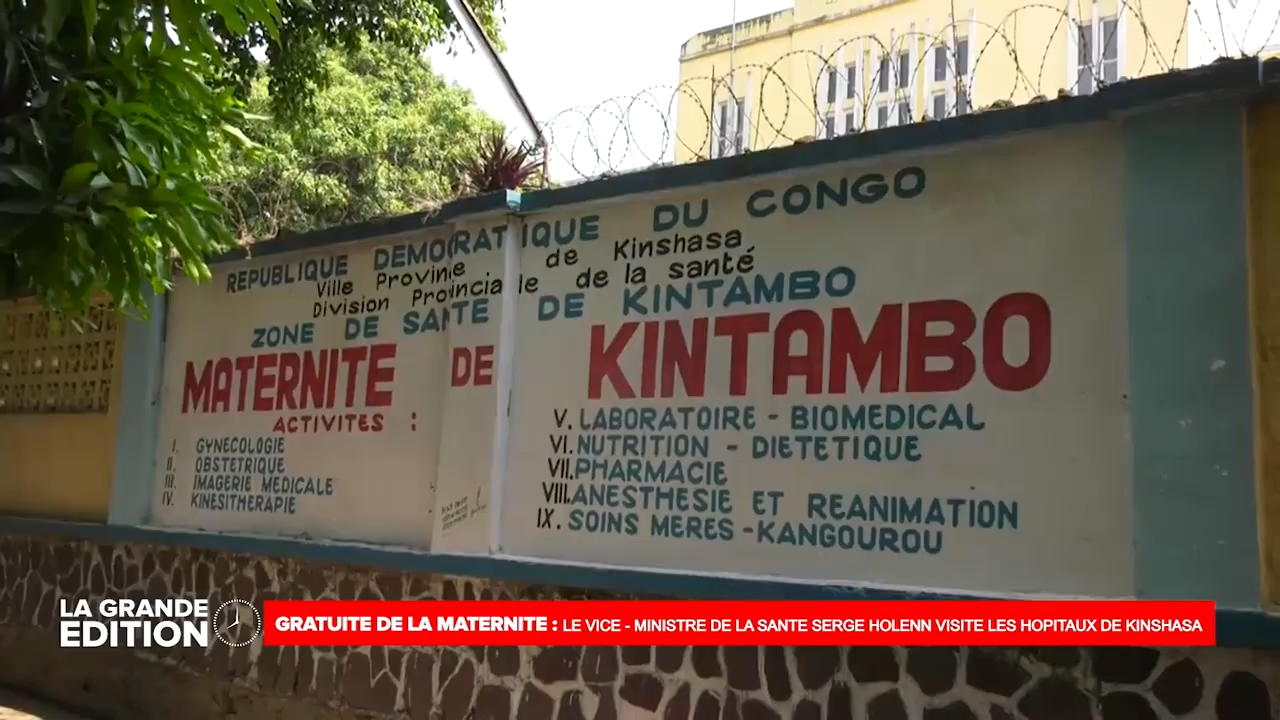 REPUBLIQUE DEMOCRATIQUE DU CONGO
Ville Province de Kinshasa
Division Provinciale de la santé
ZONE DE SANTE DE KINTAMBO
MATERNITE DE KINTAMBO
ACTIVITES :
I. GYNECOLOGIE
II. OBSTETRIQUE
III. IMAGERIE MEDICALE
IV. KINESITHERAPIE
V. LABORATOIRE - BIOMEDICAL
VI. NUTRITION - DIETETIQUE
VII. PHARMACIE
VIII. ANESTHESIE ET REANIMATION
IX. SOINS MERES - KANGOUROU
LA GRANDE
EDITION
GRATUITE DE LA MATERNITE : LE VICE - MINISTRE DE LA SANTE SERGE HOLENN VISITE LES HOPITAUX DE KINSHASA